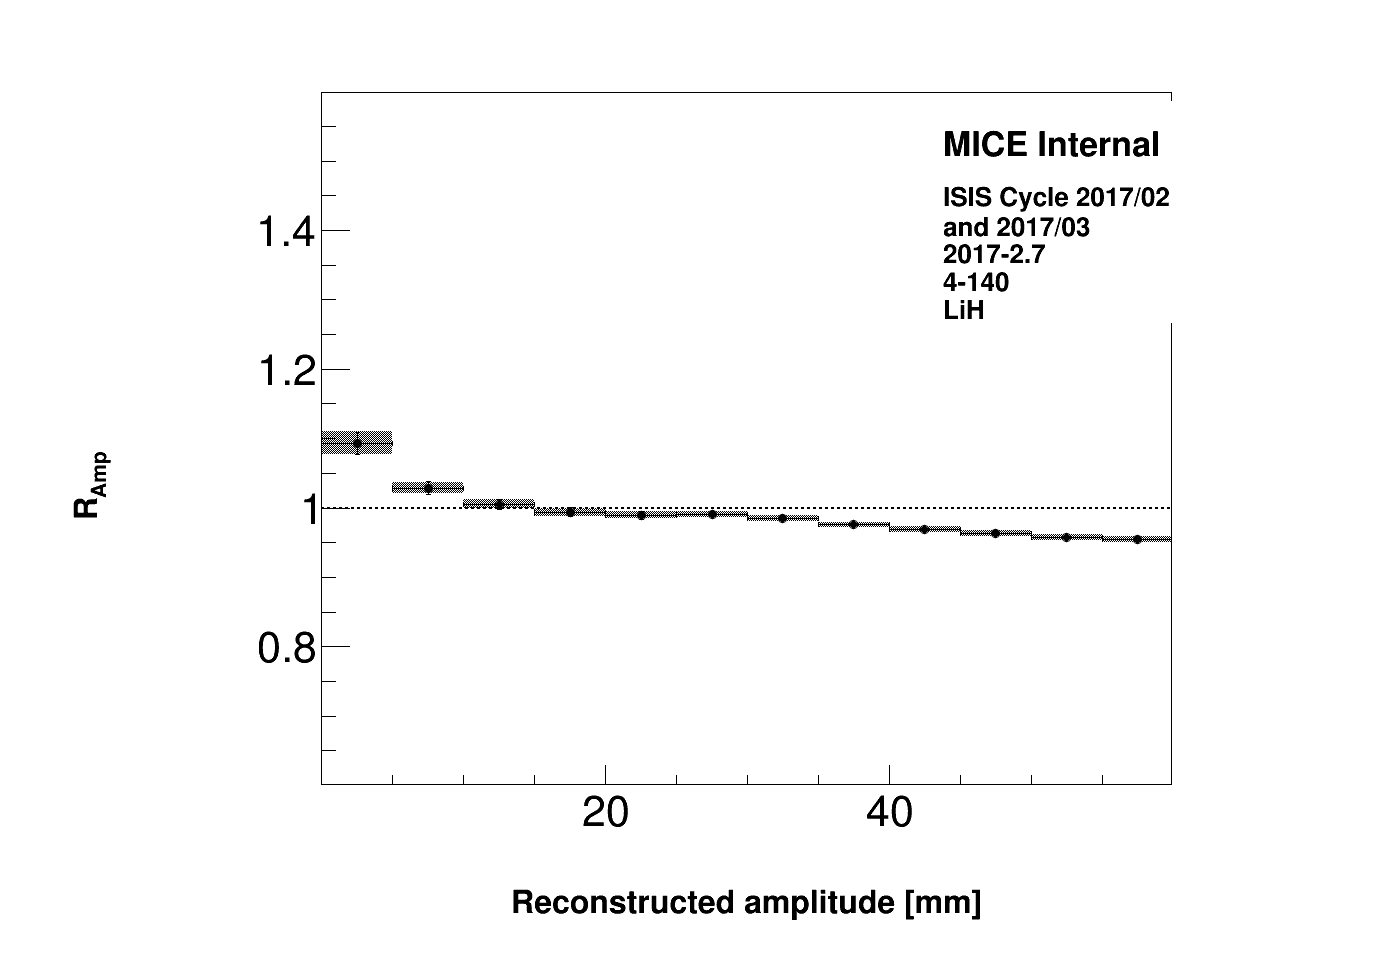 MICE Internal
ISIS Cycle 2017/02
and 2017/03
2017-2.7
4-140
LiH
1.4
1.2
1
0.8
R_Amp
20 40
Reconstructed amplitude [mm]